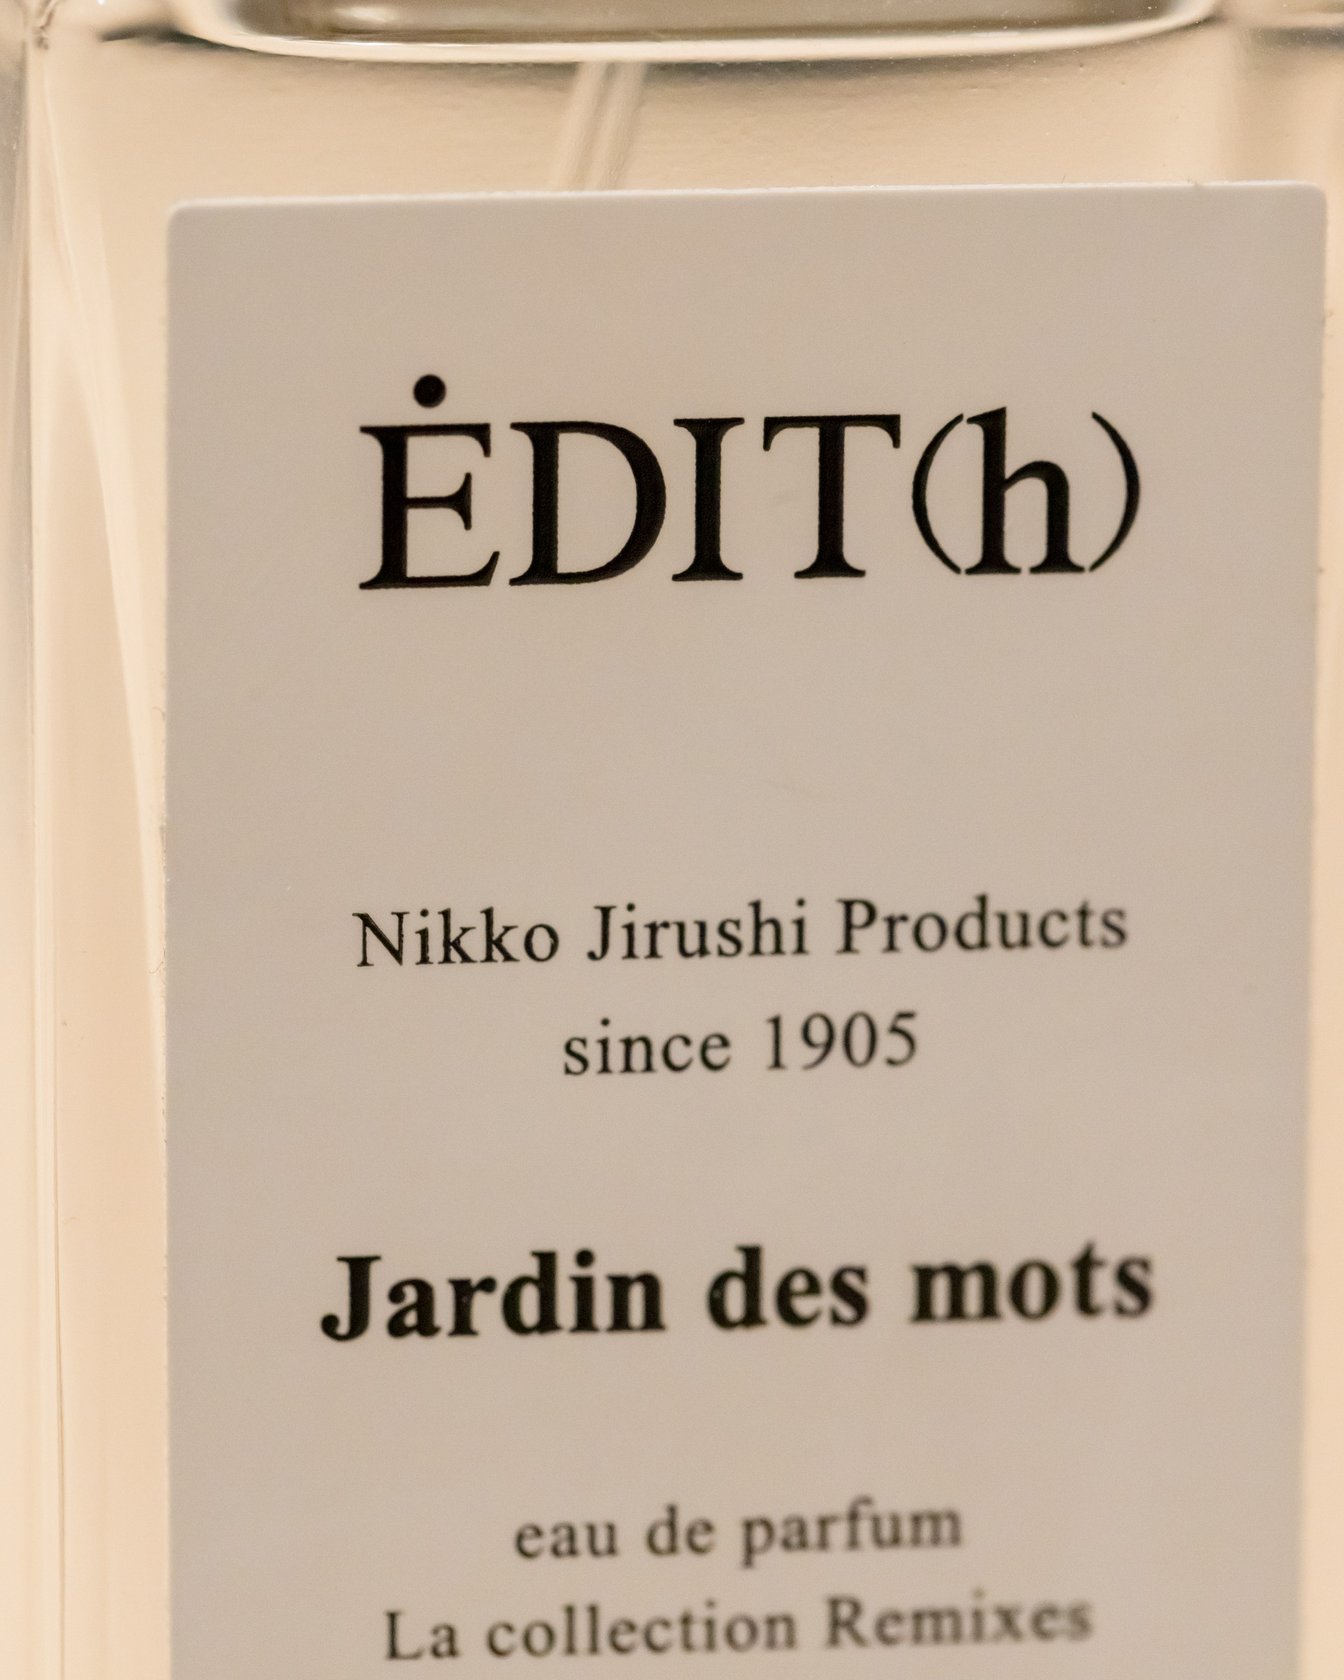 ĖDIT(h)
Nikko Jirushi Products
since 1905
Jardin des mots
eau de parfum
La collection Remixes